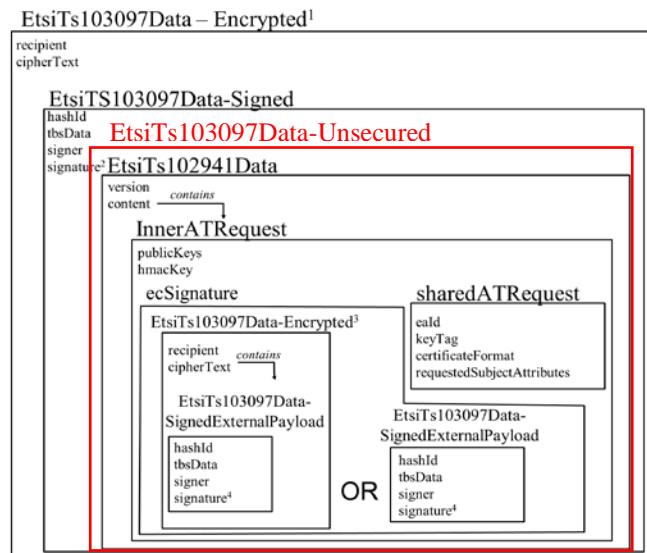 EtsiTs103097Data – Encrypted¹
recipient
cipherText
EtsiTS103097Data-Signed
hashId
tbsData
signer
signature²
EtsiTs103097Data-Unsecured
EtsiTs102941Data
version
content
contains
InnerATRequest
publicKeys
hmacKey
ecSignature
EtsiTs103097Data-Encrypted³
recipient
cipherText
contains
EtsiTs103097Data-
SignedExternalPayload
hashId
tbsData
signer
signature⁴
OR
sharedATRequest
eaId
keyTag
certificateFormat
requestedSubjectAttributes
EtsiTs103097Data-
SignedExternalPayload
hashId
tbsData
signer
signature⁴